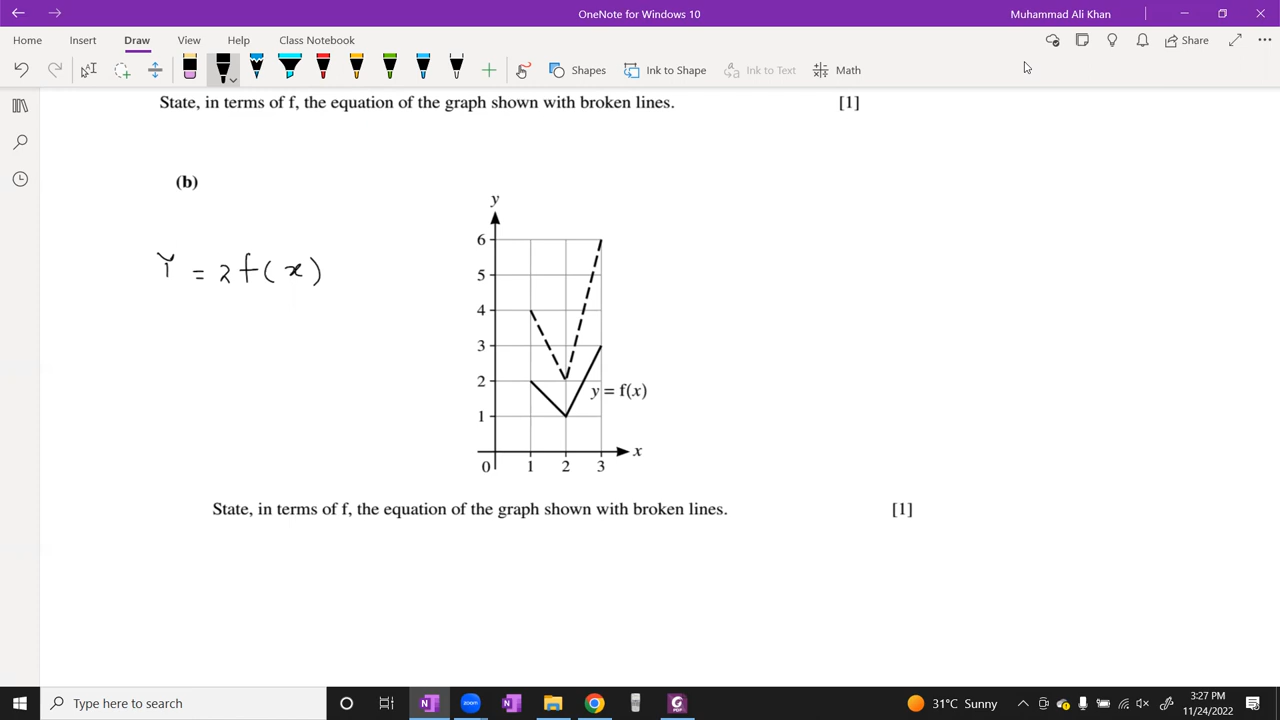 OneNote for Windows 10
Muhammad Ali Khan
Home
Insert
Draw
View
Help
Class Notebook
Share
Shapes
Ink to Shape
Ink to Text
Math
State, in terms of f, the equation of the graph shown with broken lines. [1]
(b)
Y = 2f(x)
y
6
5
4
3
2
1
y = f(x)
x
0 1 2 3
State, in terms of f, the equation of the graph shown with broken lines. [1]
Type here to search
N
zoom
N
PDF
31°C Sunny
3:27 PM
11/24/2022